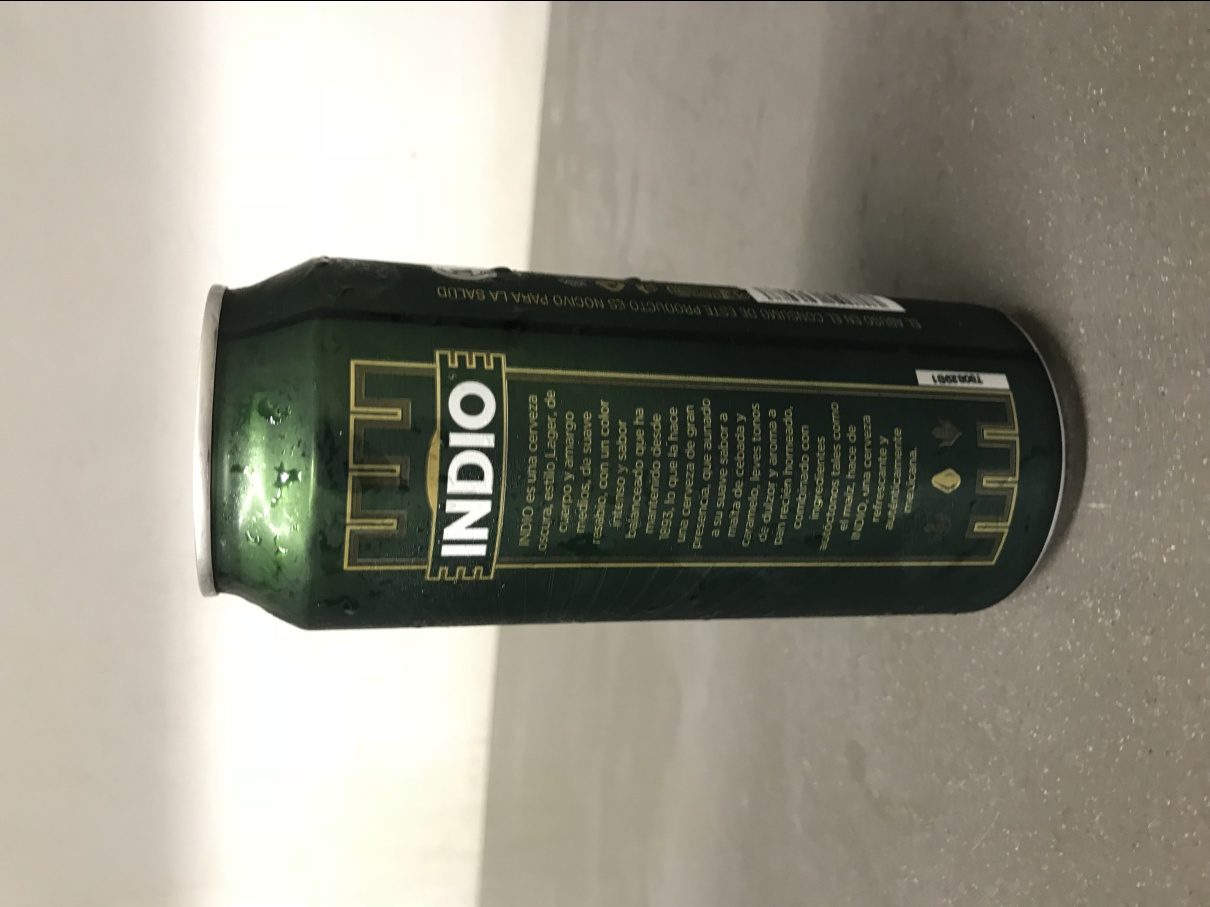 INDIO
INDIO es una cerveza
oscura, estilo Lager, de
cuerpo y amargo
medios, de suave
resabio, con un color
intenso y sabor
balanceado que ha
mantenido desde
1893, lo que la hace
una cerveza de gran
presencia, que aunado
a su suave sabor a
malta de cebada y
caramelo, leves tonos
de dulzor y aroma a
pan recién horneado,
combinado con
ingredientes
autóctonos tales como
el maíz, hace de
INDIO, una cerveza
refrescante y
auténticamente
mexicana.
EL ABUSO EN EL CONSUMO DE ESTE PRODUCTO ES NOCIVO PARA LA SALUD